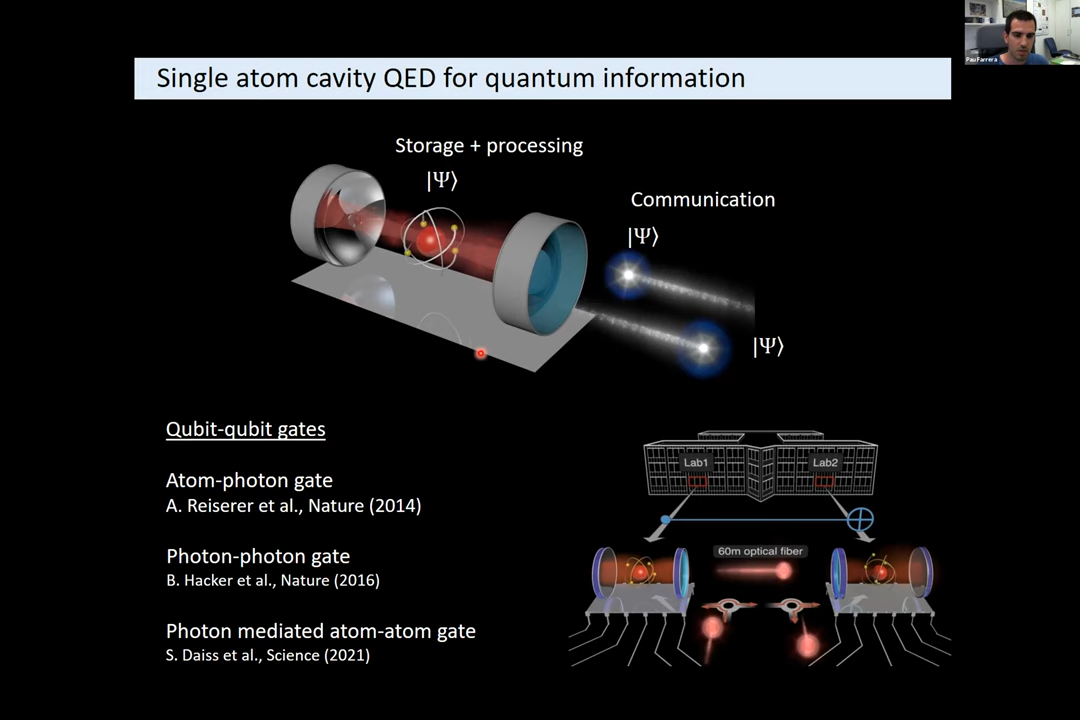 Pau Farrera
Single atom cavity QED for quantum information
Storage + processing
|Ψ⟩
Communication
|Ψ⟩
|Ψ⟩
Qubit-qubit gates
Atom-photon gate
A. Reiserer et al., Nature (2014)
Photon-photon gate
B. Hacker et al., Nature (2016)
Photon mediated atom-atom gate
S. Daiss et al., Science (2021)
Lab1
Lab2
60m optical fiber